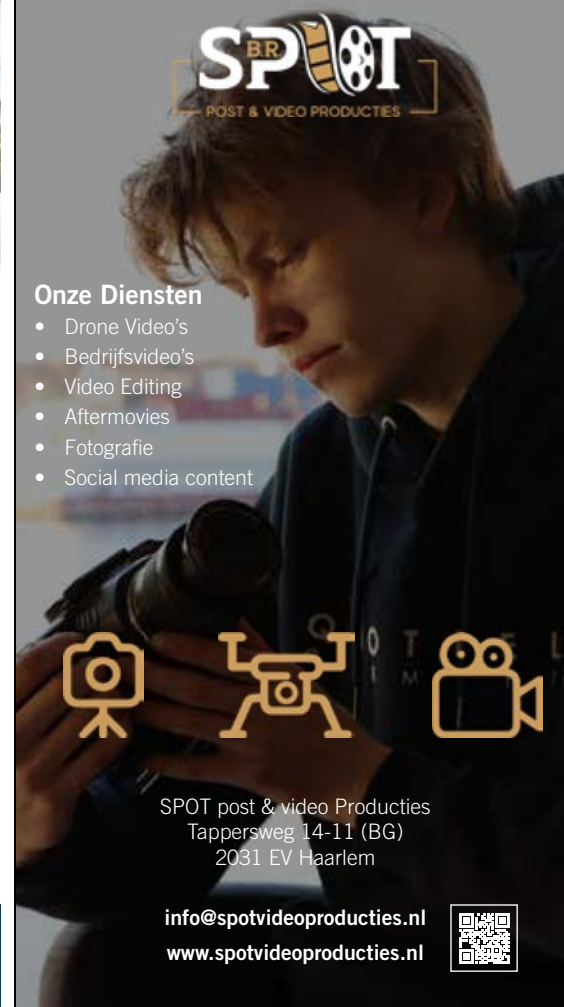 B.R.
SPOT
POST & VIDEO PRODUCTIES
Onze Diensten
• Drone Video’s
• Bedrijfsvideo’s
• Video Editing
• Aftermovies
• Fotografie
• Social media content
SPOT post & video Producties
Tappersweg 14-11 (BG)
2031 EV Haarlem
info@spotvideoproducties.nl
www.spotvideoproducties.nl